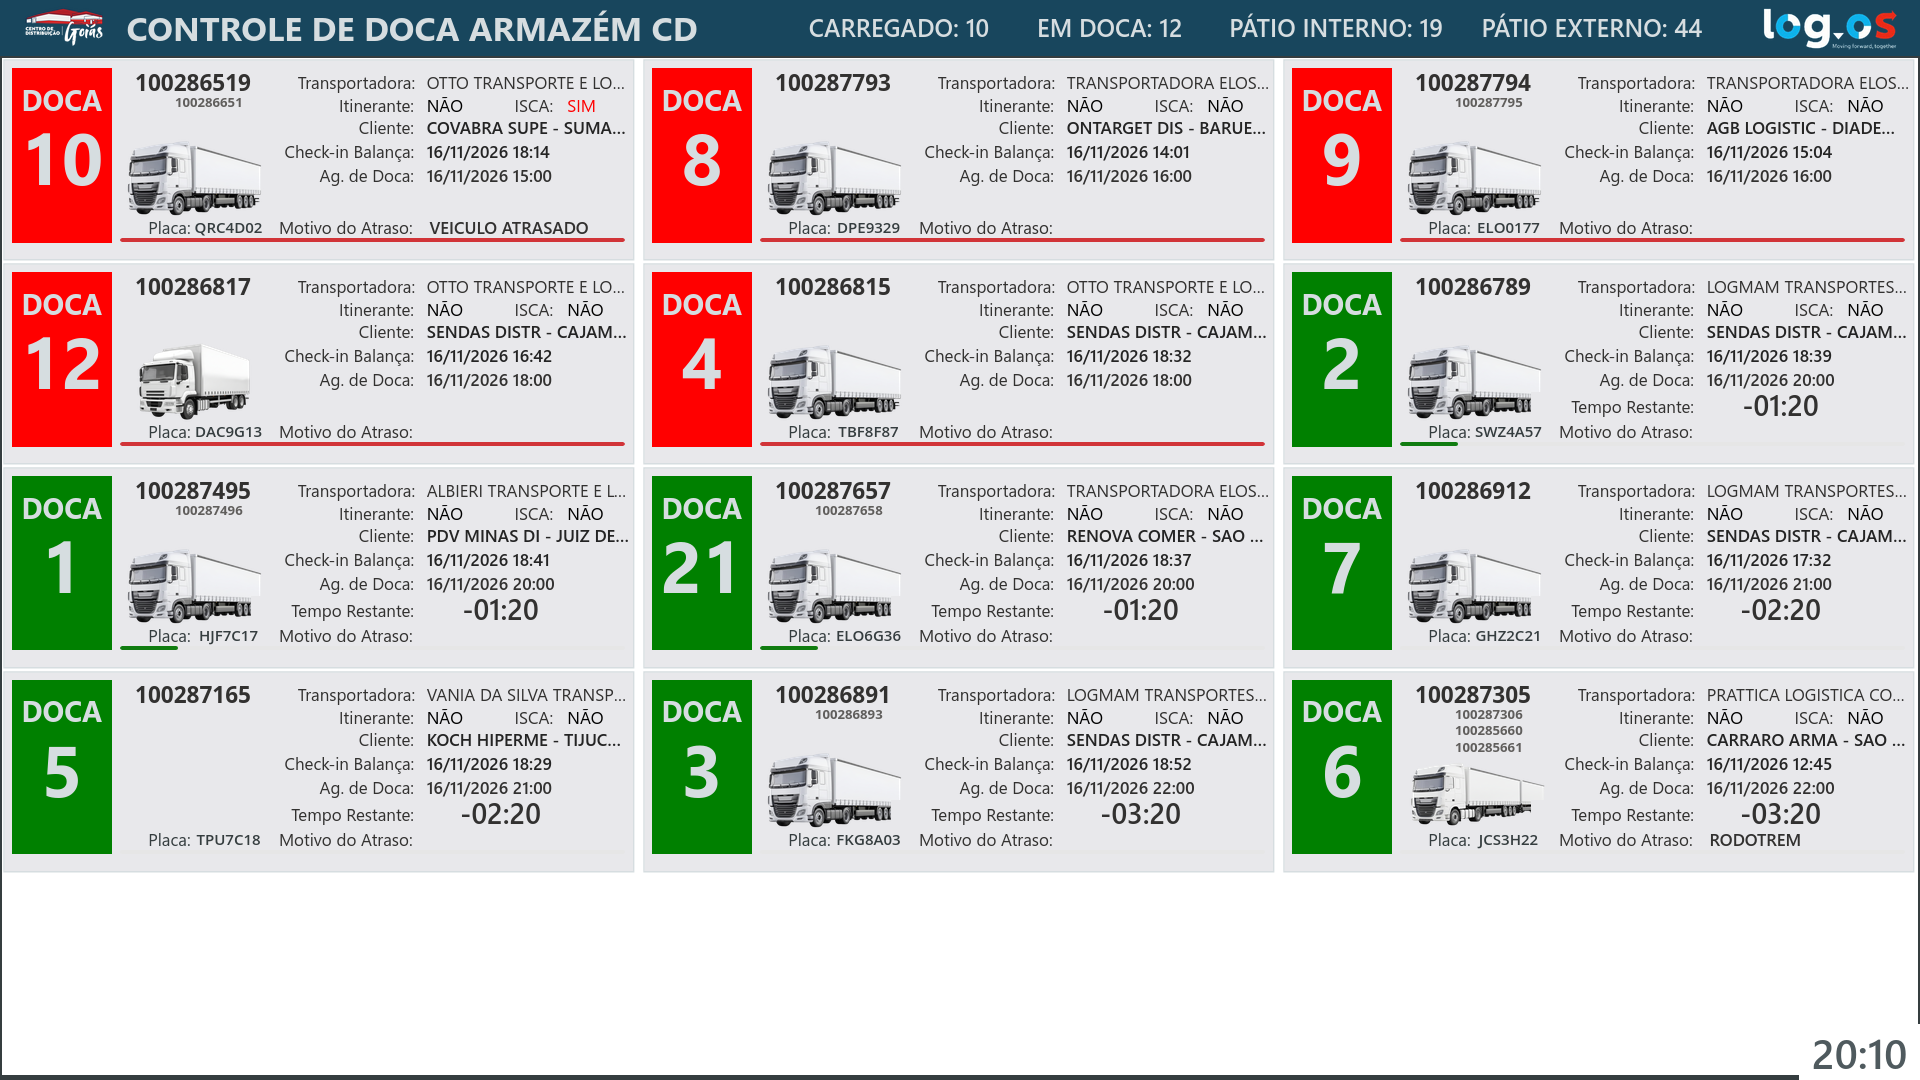 CENTRO DE
DISTRIBUIÇÃO
Goiás
CONTROLE DE DOCA ARMAZÉM CD
CARREGADO: 10
EM DOCA: 12
PÁTIO INTERNO: 19
PÁTIO EXTERNO: 44
log.os
Moving forward, together
DOCA
10
100286519
100286651
Transportadora: OTTO TRANSPORTE E LO...
Itinerante: NÃO ISCA: SIM
Cliente: COVABRA SUPE - SUMA...
Check-in Balança: 16/11/2026 18:14
Ag. de Doca: 16/11/2026 15:00
Placa: QRC4D02 Motivo do Atraso: VEICULO ATRASADO
DOCA
8
100287793
Transportadora: TRANSPORTADORA ELOS...
Itinerante: NÃO ISCA: NÃO
Cliente: ONTARGET DIS - BARUE...
Check-in Balança: 16/11/2026 14:01
Ag. de Doca: 16/11/2026 16:00
Placa: DPE9329 Motivo do Atraso:
DOCA
9
100287794
100287795
Transportadora: TRANSPORTADORA ELOS...
Itinerante: NÃO ISCA: NÃO
Cliente: AGB LOGISTIC - DIADE...
Check-in Balança: 16/11/2026 15:04
Ag. de Doca: 16/11/2026 16:00
Placa: ELO0177 Motivo do Atraso:
DOCA
12
100286817
Transportadora: OTTO TRANSPORTE E LO...
Itinerante: NÃO ISCA: NÃO
Cliente: SENDAS DISTR - CAJAM...
Check-in Balança: 16/11/2026 16:42
Ag. de Doca: 16/11/2026 18:00
Placa: DAC9G13 Motivo do Atraso:
DOCA
4
100286815
Transportadora: OTTO TRANSPORTE E LO...
Itinerante: NÃO ISCA: NÃO
Cliente: SENDAS DISTR - CAJAM...
Check-in Balança: 16/11/2026 18:32
Ag. de Doca: 16/11/2026 18:00
Placa: TBF8F87 Motivo do Atraso:
DOCA
2
100286789
Transportadora: LOGMAM TRANSPORTES...
Itinerante: NÃO ISCA: NÃO
Cliente: SENDAS DISTR - CAJAM...
Check-in Balança: 16/11/2026 18:39
Ag. de Doca: 16/11/2026 20:00
Tempo Restante: -01:20
Placa: SWZ4A57 Motivo do Atraso:
DOCA
1
100287495
100287496
Transportadora: ALBIERI TRANSPORTE E L...
Itinerante: NÃO ISCA: NÃO
Cliente: PDV MINAS DI - JUIZ DE...
Check-in Balança: 16/11/2026 18:41
Ag. de Doca: 16/11/2026 20:00
Tempo Restante: -01:20
Placa: HJF7C17 Motivo do Atraso:
DOCA
21
100287657
100287658
Transportadora: TRANSPORTADORA ELOS...
Itinerante: NÃO ISCA: NÃO
Cliente: RENOVA COMER - SAO ...
Check-in Balança: 16/11/2026 18:37
Ag. de Doca: 16/11/2026 20:00
Tempo Restante: -01:20
Placa: ELO6G36 Motivo do Atraso:
DOCA
7
100286912
Transportadora: LOGMAM TRANSPORTES...
Itinerante: NÃO ISCA: NÃO
Cliente: SENDAS DISTR - CAJAM...
Check-in Balança: 16/11/2026 17:32
Ag. de Doca: 16/11/2026 21:00
Tempo Restante: -02:20
Placa: GHZ2C21 Motivo do Atraso:
DOCA
5
100287165
Transportadora: VANIA DA SILVA TRANSP...
Itinerante: NÃO ISCA: NÃO
Cliente: KOCH HIPERME - TIJUC...
Check-in Balança: 16/11/2026 18:29
Ag. de Doca: 16/11/2026 21:00
Tempo Restante: -02:20
Placa: TPU7C18 Motivo do Atraso:
DOCA
3
100286891
100286893
Transportadora: LOGMAM TRANSPORTES...
Itinerante: NÃO ISCA: NÃO
Cliente: SENDAS DISTR - CAJAM...
Check-in Balança: 16/11/2026 18:52
Ag. de Doca: 16/11/2026 22:00
Tempo Restante: -03:20
Placa: FKG8A03 Motivo do Atraso:
DOCA
6
100287305
100287306
100285660
100285661
Transportadora: PRATTICA LOGISTICA CO...
Itinerante: NÃO ISCA: NÃO
Cliente: CARRARO ARMA - SAO ...
Check-in Balança: 16/11/2026 12:45
Ag. de Doca: 16/11/2026 22:00
Tempo Restante: -03:20
Placa: JCS3H22 Motivo do Atraso: RODOTREM
20:10